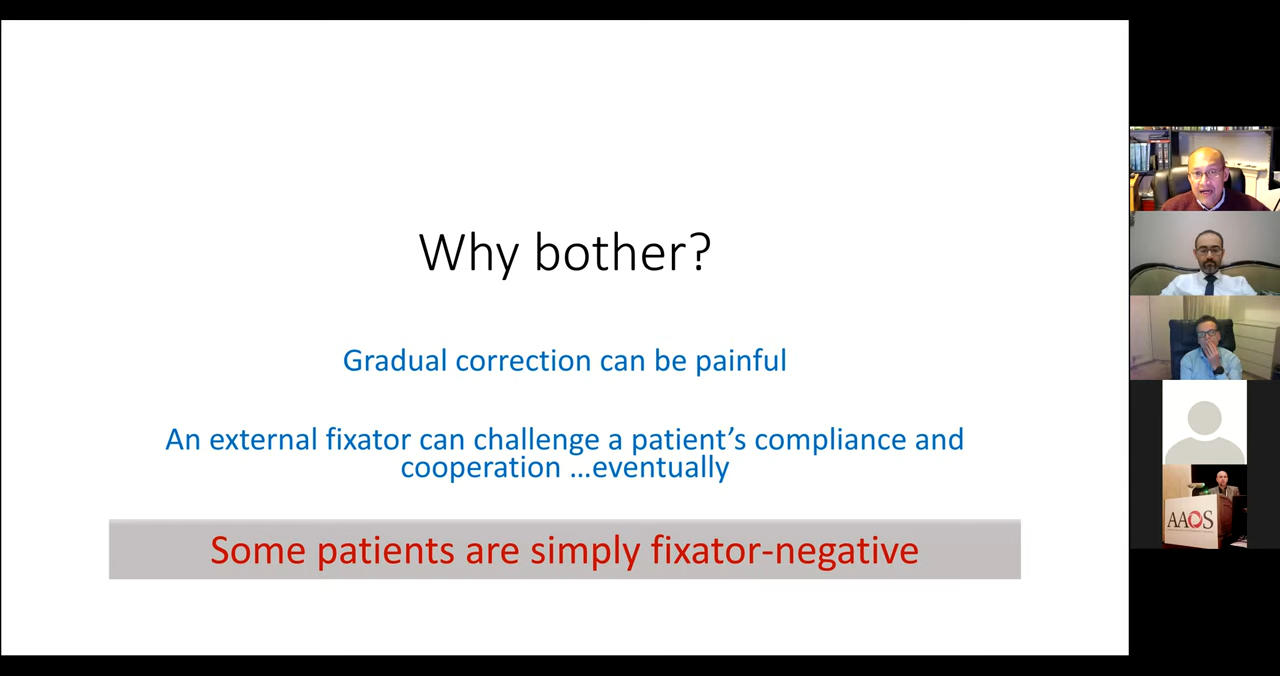 Why bother?
Gradual correction can be painful
An external fixator can challenge a patient’s compliance and
cooperation ...eventually
Some patients are simply fixator-negative
AAOS